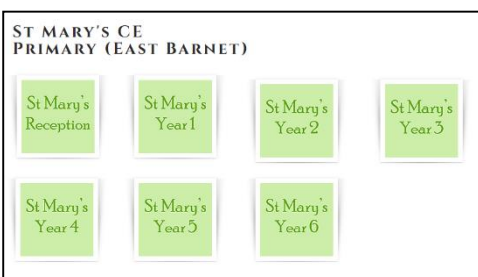 ST MARY'S CE
PRIMARY (EAST BARNET)
St Mary's
Reception
St Mary's
Year 1
St Mary's
Year 2
St Mary's
Year 3
St Mary's
Year 4
St Mary's
Year 5
St Mary's
Year 6